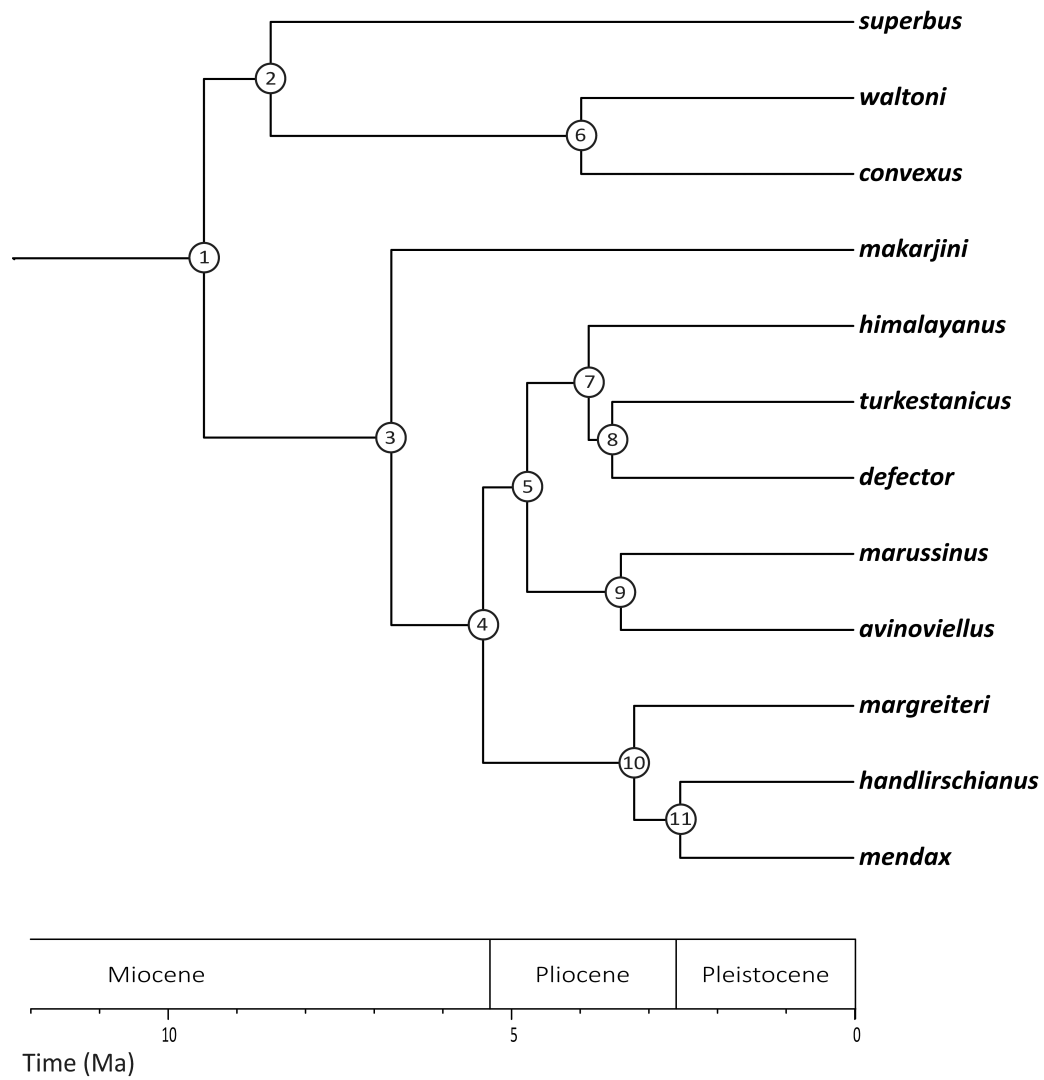 superbus
2
waltoni
6
convexus
makarjini
1
himalayanus
7
turkestanicus
3
8
defector
5
marussinus
9
avinoviellus
4
margreiteri
10
handlirschianus
11
mendax
Miocene Pliocene Pleistocene
10 5 0
Time (Ma)